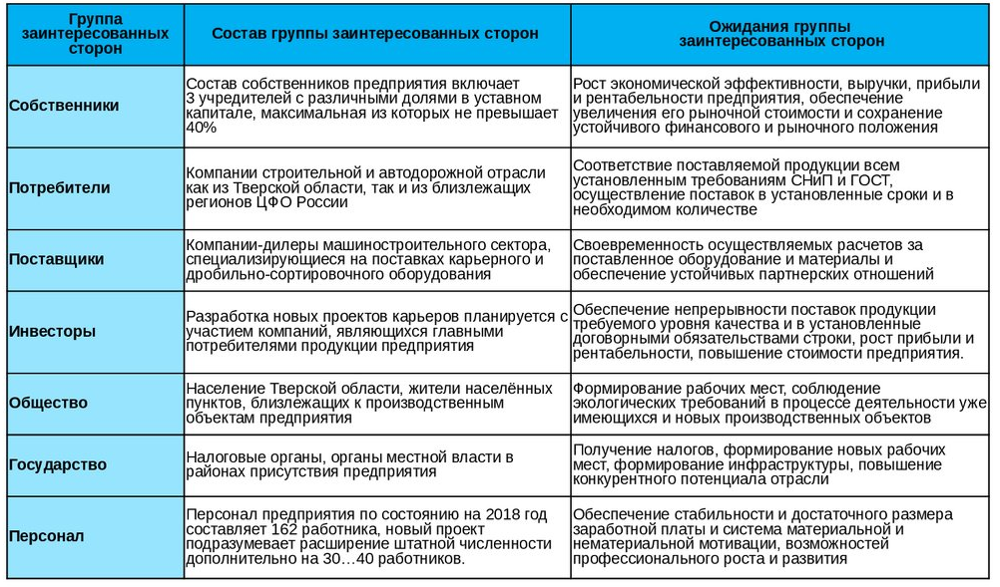 Группа
заинтересованных
сторон
Состав группы заинтересованных сторон
Ожидания группы
заинтересованных сторон
Собственники
Состав собственников предприятия включает
3 учредителей с различными долями в уставном
капитале, максимальная из которых не превышает
40%
Рост экономической эффективности, выручки, прибыли
и рентабельности предприятия, обеспечение
увеличения его рыночной стоимости и сохранение
устойчивого финансового и рыночного положения
Потребители
Компании строительной и автодорожной отрасли
как из Тверской области, так и из близлежащих
регионов ЦФО России
Соответствие поставляемой продукции всем
установленным требованиям СНиП и ГОСТ,
осуществление поставок в установленные сроки и в
необходимом количестве
Поставщики
Компании-дилеры машиностроительного сектора,
специализирующиеся на поставках карьерного и
дробильно-сортировочного оборудования
Своевременность осуществляемых расчетов за
поставленное оборудование и материалы и
обеспечение устойчивых партнерских отношений
Инвесторы
Разработка новых проектов карьеров планируется с
участием компаний, являющихся главными
потребителями продукции предприятия
Обеспечение непрерывности поставок продукции
требуемого уровня качества и в установленные
договорными обязательствами строки, рост прибыли и
рентабельности, повышение стоимости предприятия.
Общество
Население Тверской области, жители населённых
пунктов, близлежащих к производственным
объектам предприятия
Формирование рабочих мест, соблюдение
экологических требований в процессе деятельности уже
имеющихся и новых производственных объектов
Государство
Налоговые органы, органы местной власти в
районах присутствия предприятия
Получение налогов, формирование новых рабочих
мест, формирование инфраструктуры, повышение
конкурентного потенциала отрасли
Персонал
Персонал предприятия по состоянию на 2018 год
составляет 162 работника, новый проект
подразумевает расширение штатной численности
дополнительно на 30…40 работников.
Обеспечение стабильности и достаточного размера
заработной платы и система материальной и
нематериальной мотивации, возможностей
профессионального роста и развития